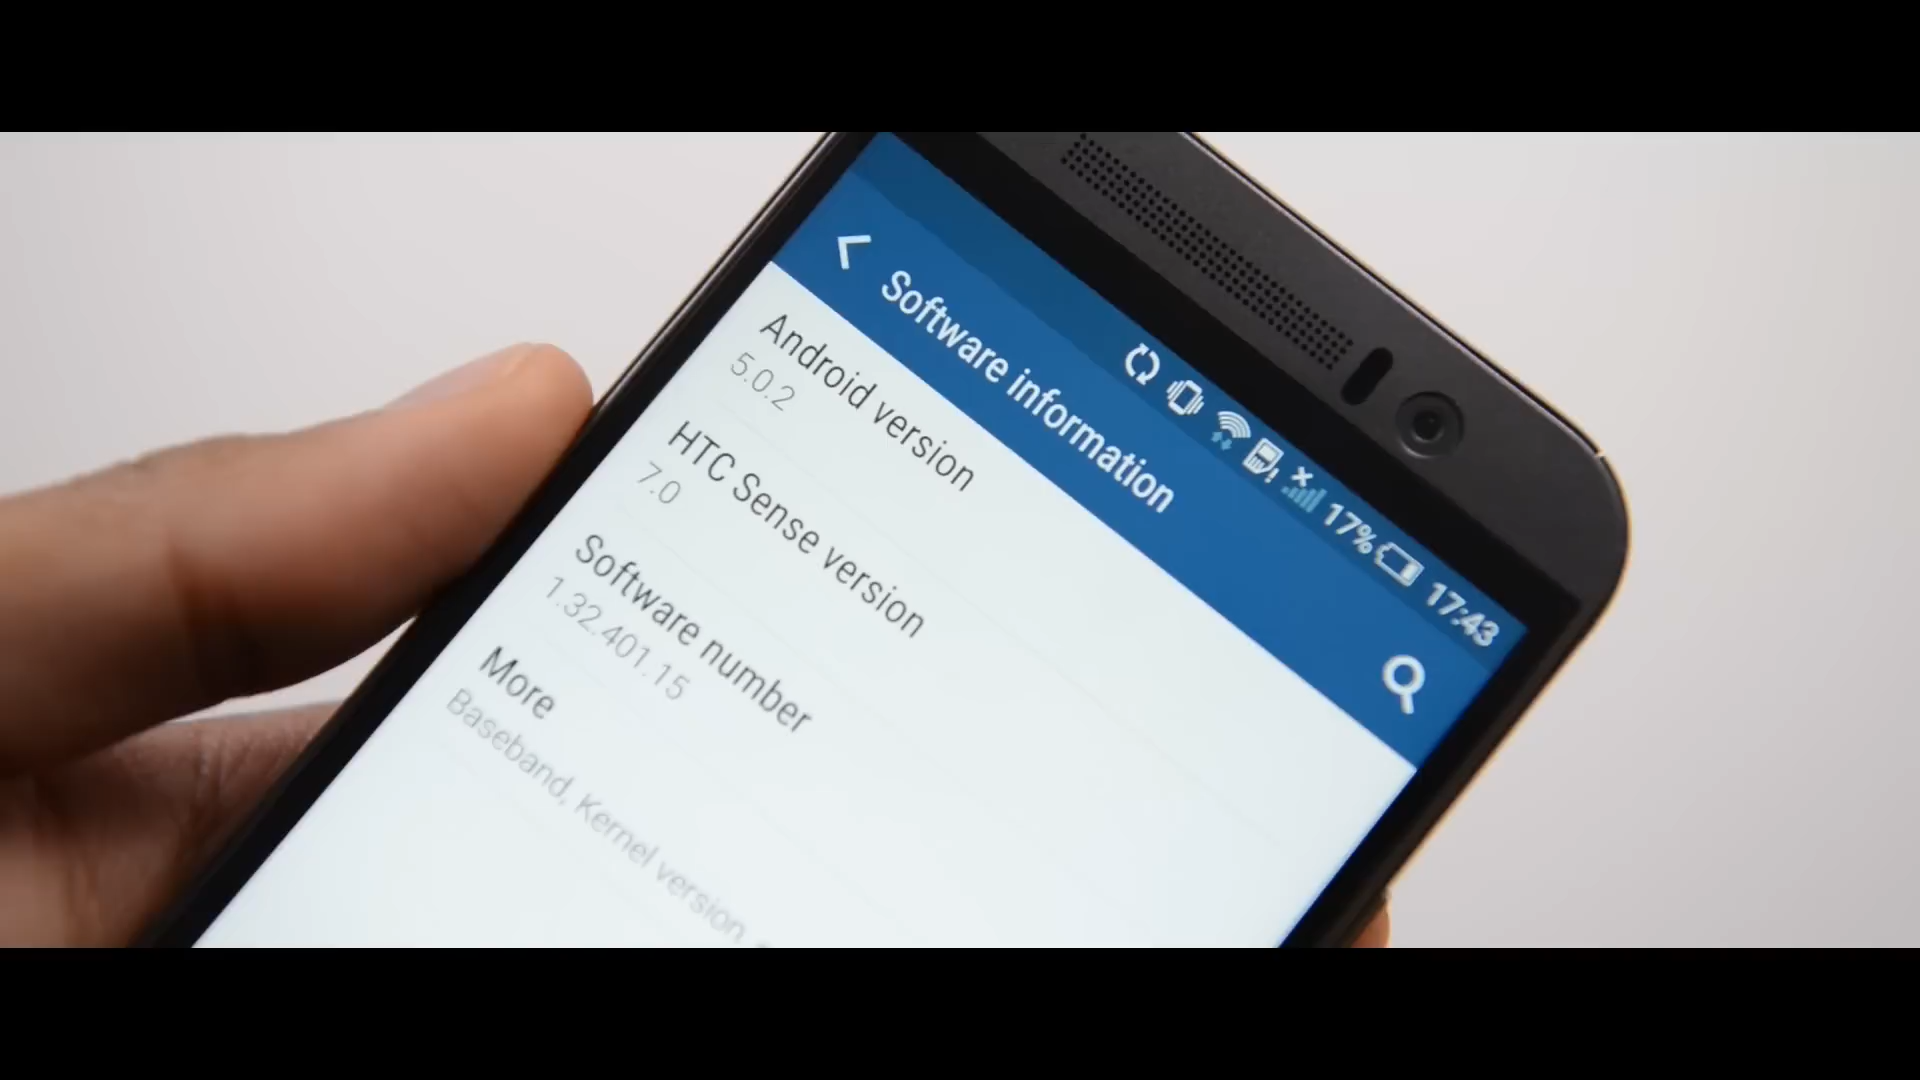 17% 17:43
Software information
Android version
5.0.2
HTC Sense version
7.0
Software number
1.32.401.15
More
Baseband, Kernel version